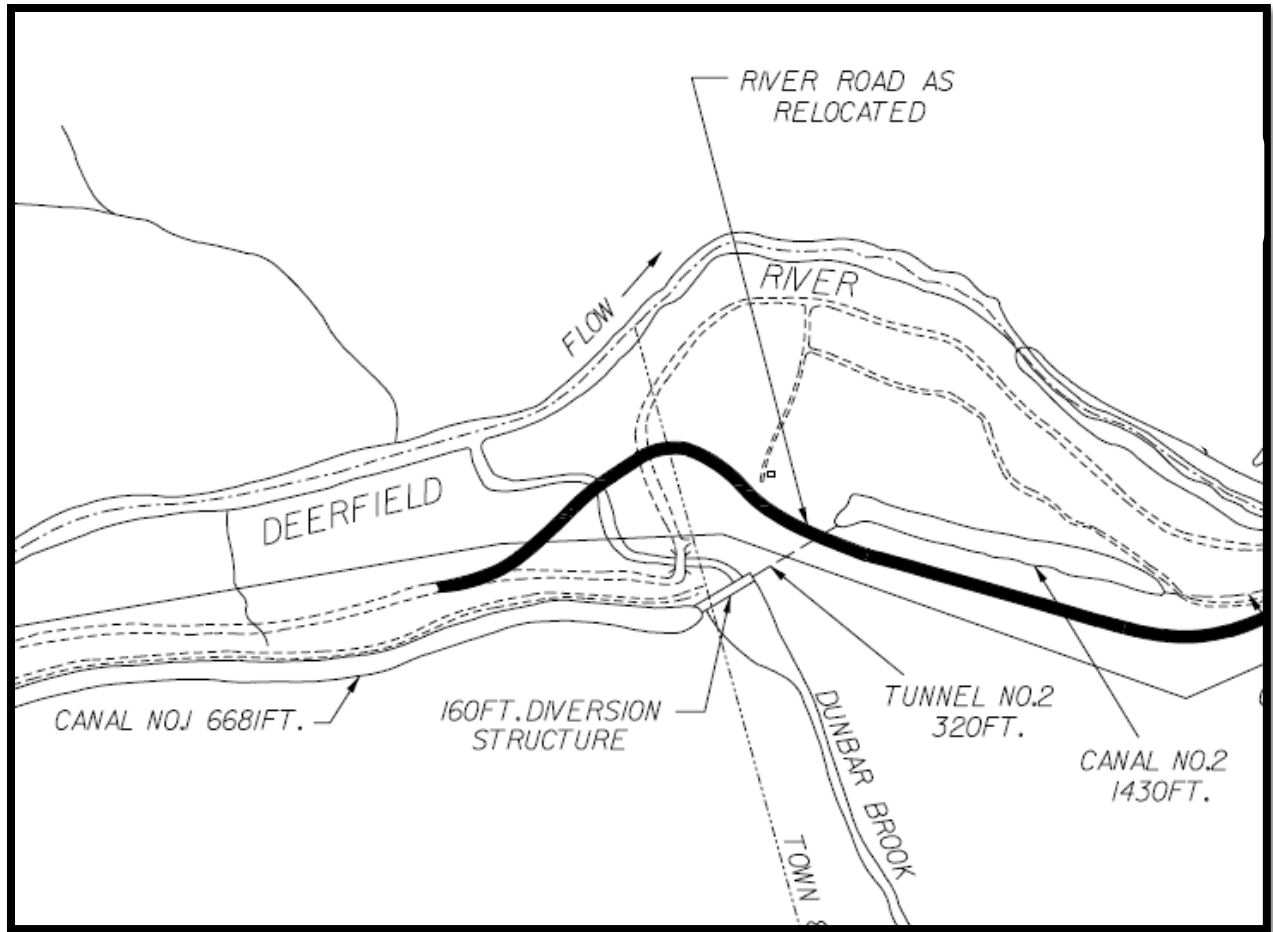 RIVER ROAD AS
RELOCATED
RIVER
FLOW
DEERFIELD
CANAL NO.1 6681FT.
160FT. DIVERSION
STRUCTURE
TUNNEL NO.2
320FT.
DUNBAR BROOK
CANAL NO.2
1430FT.
TOWN